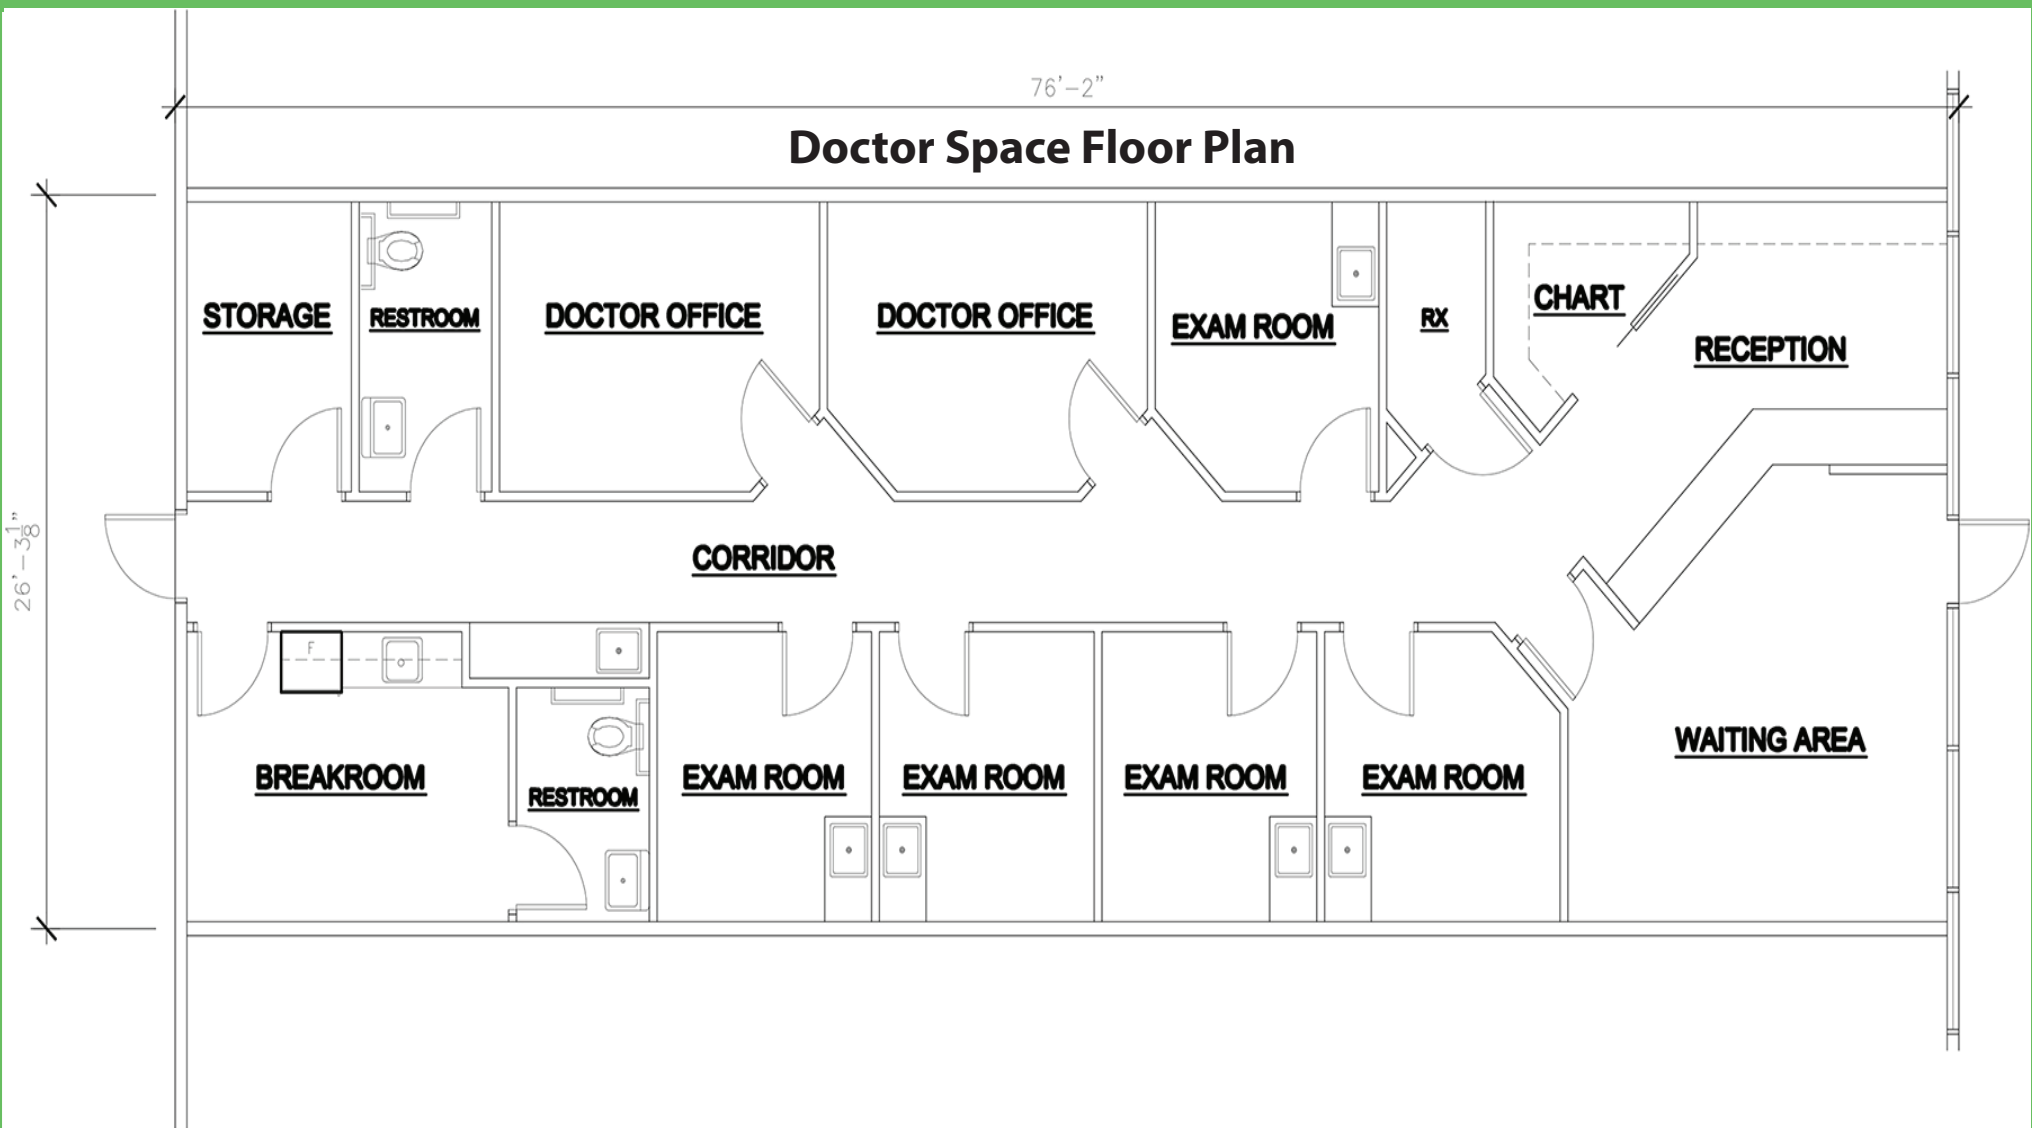 76'-2"
Doctor Space Floor Plan
STORAGE
RESTROOM
DOCTOR OFFICE
DOCTOR OFFICE
EXAM ROOM
RX
CHART
RECEPTION
26'-3 1/8"
CORRIDOR
F
BREAKROOM
RESTROOM
EXAM ROOM
EXAM ROOM
EXAM ROOM
EXAM ROOM
WAITING AREA